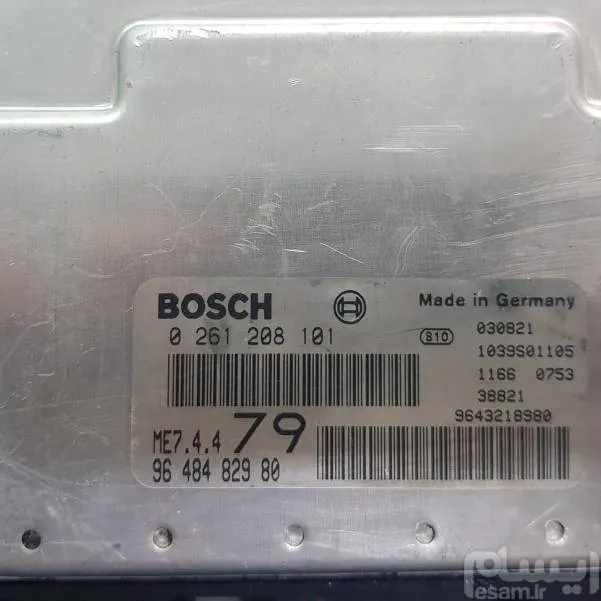 BOSCH
Made in Germany
0 261 208 101
810
030821
1039S01105
1166 0753
38821
9643218980
ME7.4.4 79
96 484 829 80
ایسام
esam.ir